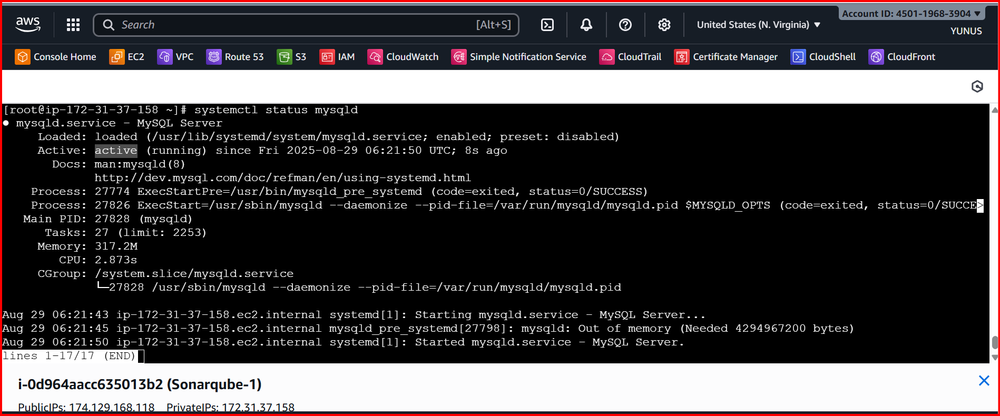 Account ID: 4501-1968-3904
aws
Search [Alt+S]
United States (N. Virginia)
YUNUS
Console Home EC2 VPC Route 53 S3 IAM CloudWatch Simple Notification Service CloudTrail Certificate Manager CloudShell CloudFront
[root@ip-172-31-37-158 ~]# systemctl status mysqld
● mysqld.service - MySQL Server
Loaded: loaded (/usr/lib/systemd/system/mysqld.service; enabled; preset: disabled)
Active: active (running) since Fri 2025-08-29 06:21:50 UTC; 8s ago
Docs: man:mysqld(8)
http://dev.mysql.com/doc/refman/en/using-systemd.html
Process: 27774 ExecStartPre=/usr/bin/mysqld_pre_systemd (code=exited, status=0/SUCCESS)
Process: 27826 ExecStart=/usr/sbin/mysqld --daemonize --pid-file=/var/run/mysqld/mysqld.pid $MYSQLD_OPTS (code=exited, status=0/SUCCE>
Main PID: 27828 (mysqld)
Tasks: 27 (limit: 2253)
Memory: 317.2M
CPU: 2.873s
CGroup: /system.slice/mysqld.service
└─27828 /usr/sbin/mysqld --daemonize --pid-file=/var/run/mysqld/mysqld.pid
Aug 29 06:21:43 ip-172-31-37-158.ec2.internal systemd[1]: Starting mysqld.service - MySQL Server...
Aug 29 06:21:45 ip-172-31-37-158.ec2.internal mysqld_pre_systemd[27798]: mysqld: Out of memory (Needed 4294967200 bytes)
Aug 29 06:21:50 ip-172-31-37-158.ec2.internal systemd[1]: Started mysqld.service - MySQL Server.
lines 1-17/17 (END)
i-0d964aacc635013b2 (Sonarqube-1)
PublicIPs: 174.129.168.118 PrivateIPs: 172.31.37.158